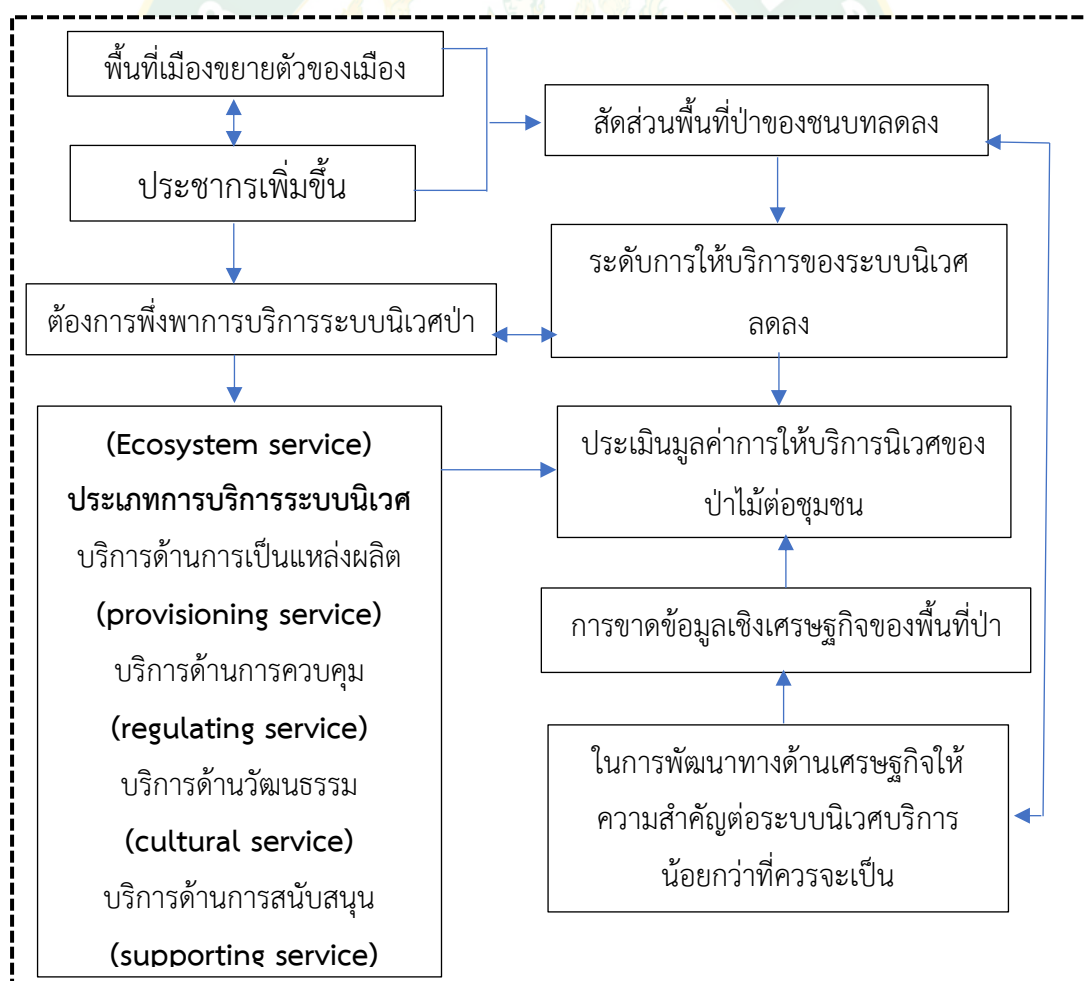 พื้นที่เมืองขยายตัวของเมือง
ประชากรเพิ่มขึ้น
ต้องการพึ่งพาการบริการระบบนิเวศป่า
(Ecosystem service)
ประเภทการบริการระบบนิเวศ
บริการด้านการเป็นแหล่งผลิต
(provisioning service)
บริการด้านการควบคุม
(regulating service)
บริการด้านวัฒนธรรม
(cultural service)
บริการด้านการสนับสนุน
(supporting service)
สัดส่วนพื้นที่ป่าของชนบทลดลง
ระดับการให้บริการของระบบนิเวศ
ลดลง
ประเมินมูลค่าการให้บริการนิเวศของ
ป่าไม้ต่อชุมชน
การขาดข้อมูลเชิงเศรษฐกิจของพื้นที่ป่า
ในการพัฒนาทางด้านเศรษฐกิจให้
ความสำคัญต่อระบบนิเวศบริการ
น้อยกว่าที่ควรจะเป็น